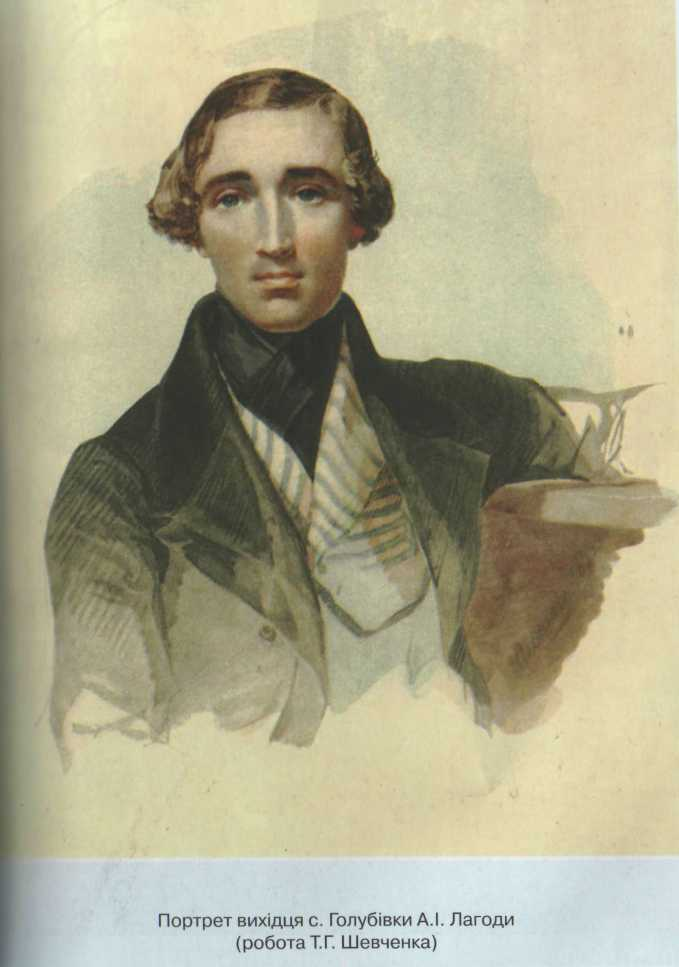 Портрет вихідця с. Голубівки А.І. Лагоди
(робота Т.Г. Шевченка)